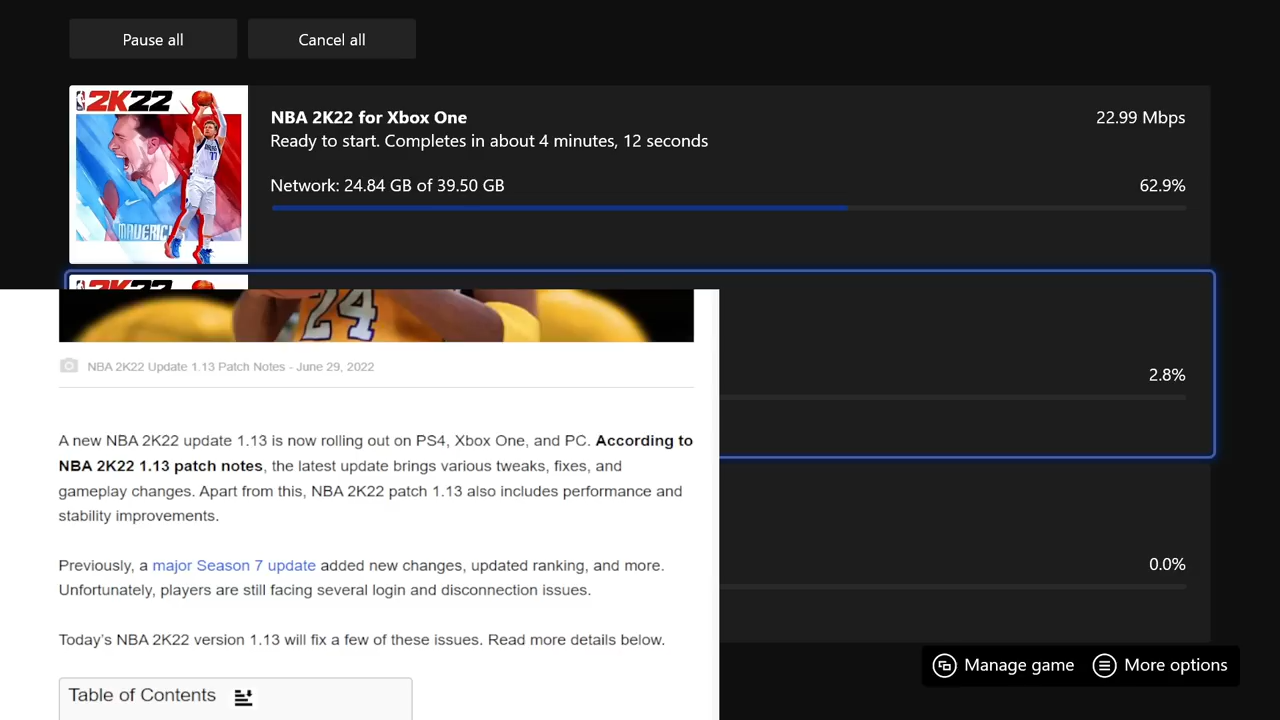 Pause all
Cancel all
NBA 2K22
NBA 2K22 for Xbox One
22.99 Mbps
Ready to start. Completes in about 4 minutes, 12 seconds
Network: 24.84 GB of 39.50 GB
62.9%
77
MAVERIC
2K22
24
NBA 2K22 Update 1.13 Patch Notes - June 29, 2022
2.8%
A new NBA 2K22 update 1.13 is now rolling out on PS4, Xbox One, and PC. According to
NBA 2K22 1.13 patch notes, the latest update brings various tweaks, fixes, and
gameplay changes. Apart from this, NBA 2K22 patch 1.13 also includes performance and
stability improvements.
Previously, a major Season 7 update added new changes, updated ranking, and more.
Unfortunately, players are still facing several login and disconnection issues.
0.0%
Today's NBA 2K22 version 1.13 will fix a few of these issues. Read more details below.
Table of Contents
Manage game
More options